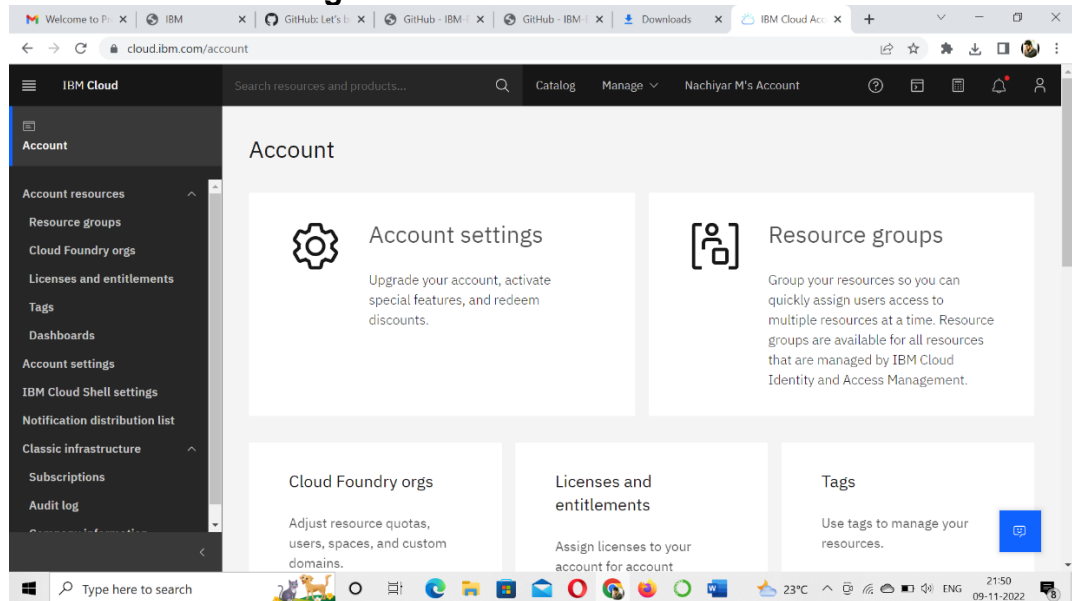 Welcome to Pr
IBM
GitHub: Let's b
GitHub - IBM-
GitHub - IBM-
Downloads
IBM Cloud Acc
cloud.ibm.com/account
IBM Cloud
Search resources and products...
Catalog
Manage
Nachiyar M's Account
Account
Account resources
Resource groups
Cloud Foundry orgs
Licenses and entitlements
Tags
Dashboards
Account settings
IBM Cloud Shell settings
Notification distribution list
Classic infrastructure
Subscriptions
Audit log
Account
Account settings
Upgrade your account, activate
special features, and redeem
discounts.
Resource groups
Group your resources so you can
quickly assign users access to
multiple resources at a time. Resource
groups are available for all resources
that are managed by IBM Cloud
Identity and Access Management.
Cloud Foundry orgs
Adjust resource quotas,
users, spaces, and custom
domains.
Licenses and
entitlements
Assign licenses to your
account for account
Tags
Use tags to manage your
resources.
Type here to search
23°C
ENG
21:50
09-11-2022
8